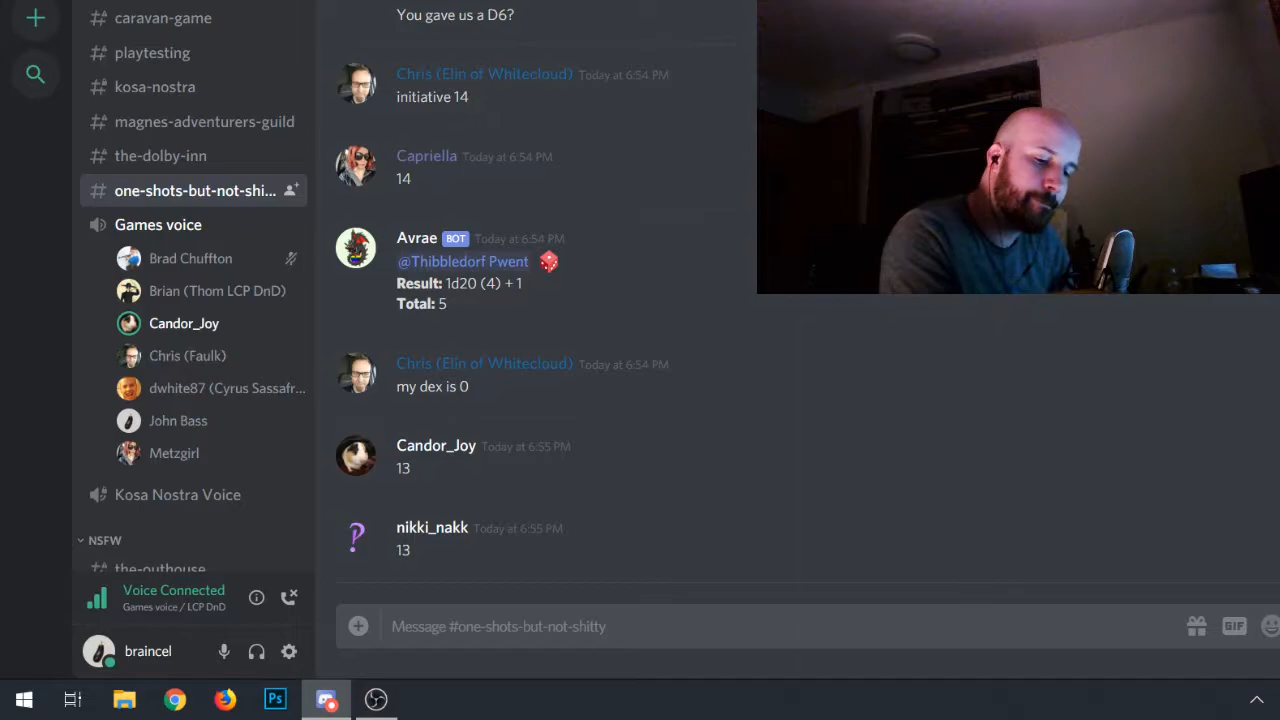 caravan-game
playtesting
kosa-nostra
magnes-adventurers-guild
the-dolby-inn
one-shots-but-not-shi...
Games voice
Brad Chuffton
Brian (Thom LCP DnD)
Candor_Joy
Chris (Faulk)
dwhite87 (Cyrus Sassafr...
John Bass
Metzgirl
Kosa Nostra Voice
NSFW
the-outhouse
Voice Connected
Games voice / LCP DnD
braincel
You gave us a D6?
Chris (Elin of Whitecloud) Today at 6:54 PM
initiative 14
Capriella Today at 6:54 PM
14
Avrae BOT Today at 6:54 PM
@Thibbledorf Pwent
Result: 1d20 (4) + 1
Total: 5
Chris (Elin of Whitecloud) Today at 6:54 PM
my dex is 0
Candor_Joy Today at 6:55 PM
13
nikki_nakk Today at 6:55 PM
13
Message #one-shots-but-not-shitty
GIF
Ps